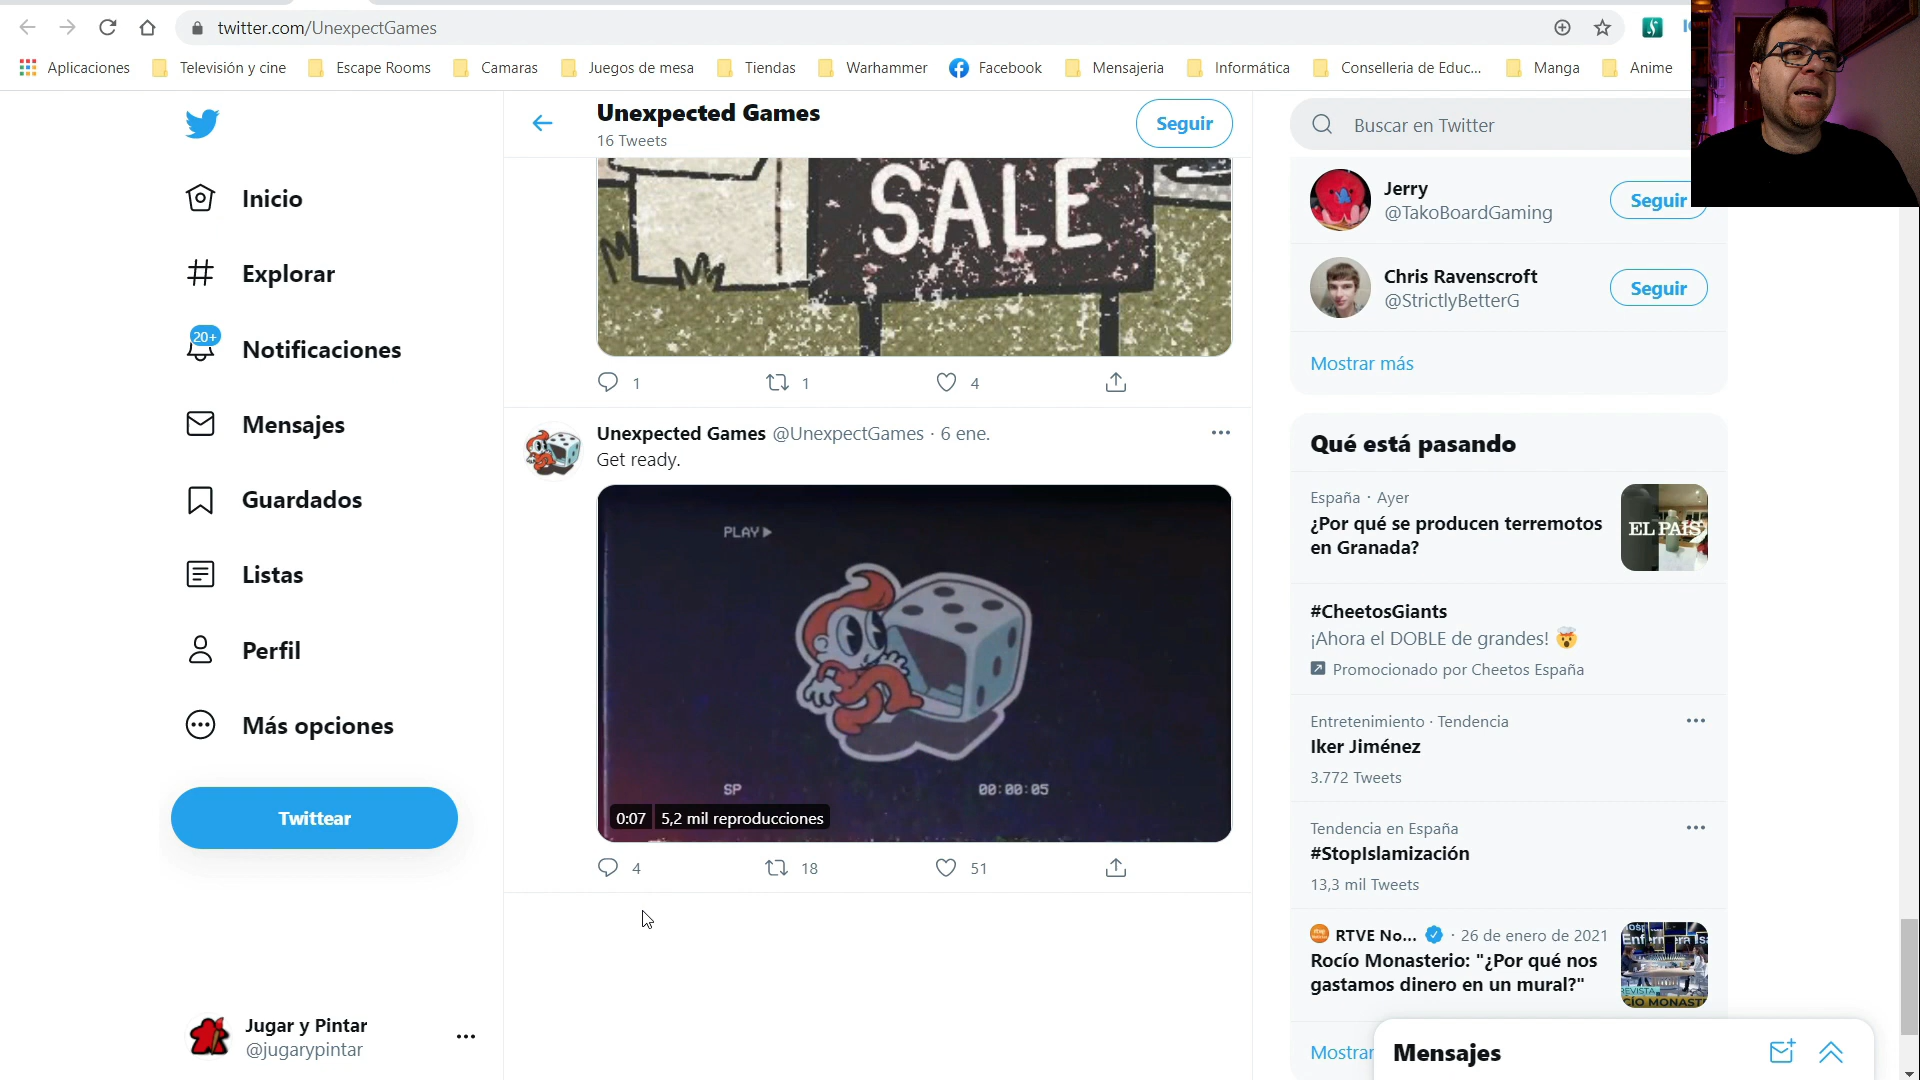 twitter.com/UnexpectGames
Aplicaciones
Televisión y cine
Escape Rooms
Camaras
Juegos de mesa
Tiendas
Warhammer
Facebook
Mensajeria
Informática
Conselleria de Educ...
Manga
Anime
Inicio
Explorar
20+
Notificaciones
Mensajes
Guardados
Listas
Perfil
Más opciones
Twittear
Jugar y Pintar
@jugarypintar
Unexpected Games
16 Tweets
Seguir
SALE
1
1
4
Unexpected Games @UnexpectGames · 6 ene.
Get ready.
PLAY
SP
00:00:05
0:07
5,2 mil reproducciones
4
18
51
Buscar en Twitter
Jerry
@TakoBoardGaming
Seguir
Chris Ravenscroft
@StrictlyBetterG
Seguir
Mostrar más
Qué está pasando
España · Ayer
¿Por qué se producen terremotos
en Granada?
EL PAÍS
#CheetosGiants
¡Ahora el DOBLE de grandes! 🤯
Promocionado por Cheetos España
Entretenimiento · Tendencia
Iker Jiménez
3.772 Tweets
Tendencia en España
#StopIslamización
13,3 mil Tweets
RTVE No... · 26 de enero de 2021
Rocío Monasterio: "¿Por qué nos
gastamos dinero en un mural?"
Mostrar
Mensajes